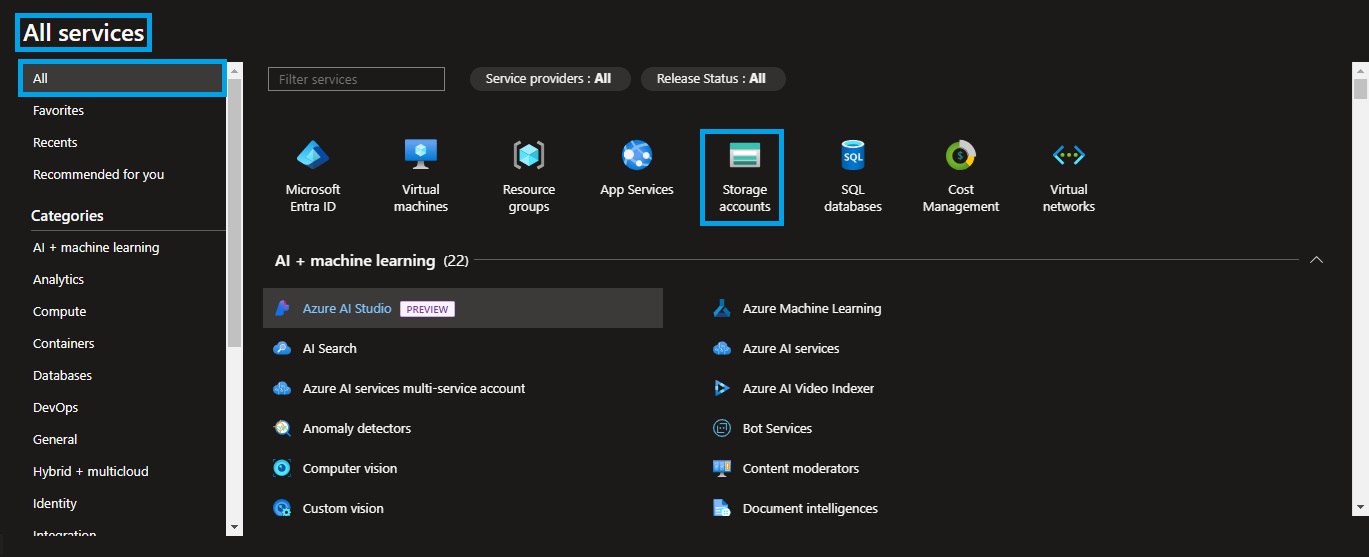 All services
All
Favorites
Recents
Recommended for you
Categories
AI + machine learning
Analytics
Compute
Containers
Databases
DevOps
General
Hybrid + multicloud
Identity
Integration
Filter services
Service providers : All
Release Status : All
Microsoft
Entra ID
Virtual
machines
Resource
groups
App Services
Storage
accounts
SQL
SQL
databases
Cost
Management
Virtual
networks
AI + machine learning (22)
Azure AI Studio PREVIEW
Azure Machine Learning
AI Search
Azure AI services
Azure AI services multi-service account
Azure AI Video Indexer
Anomaly detectors
Bot Services
Computer vision
Content moderators
Custom vision
Document intelligences